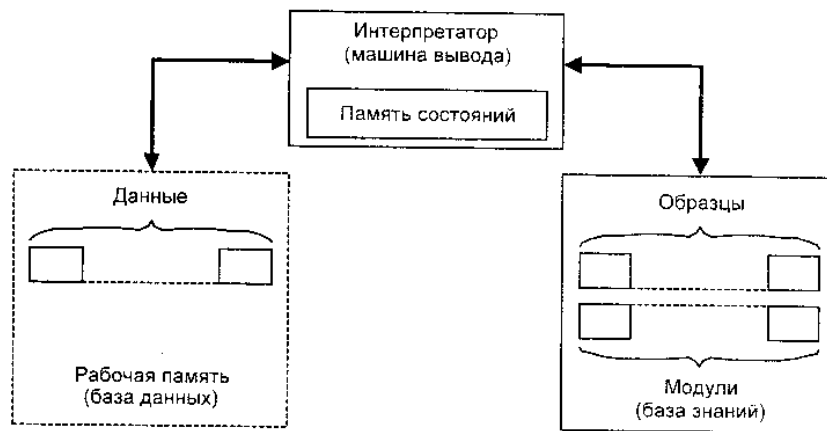 Интерпретатор
(машина вывода)
Память состояний
Данные
Рабочая память
(база данных)
Образцы
Модули
(база знаний)